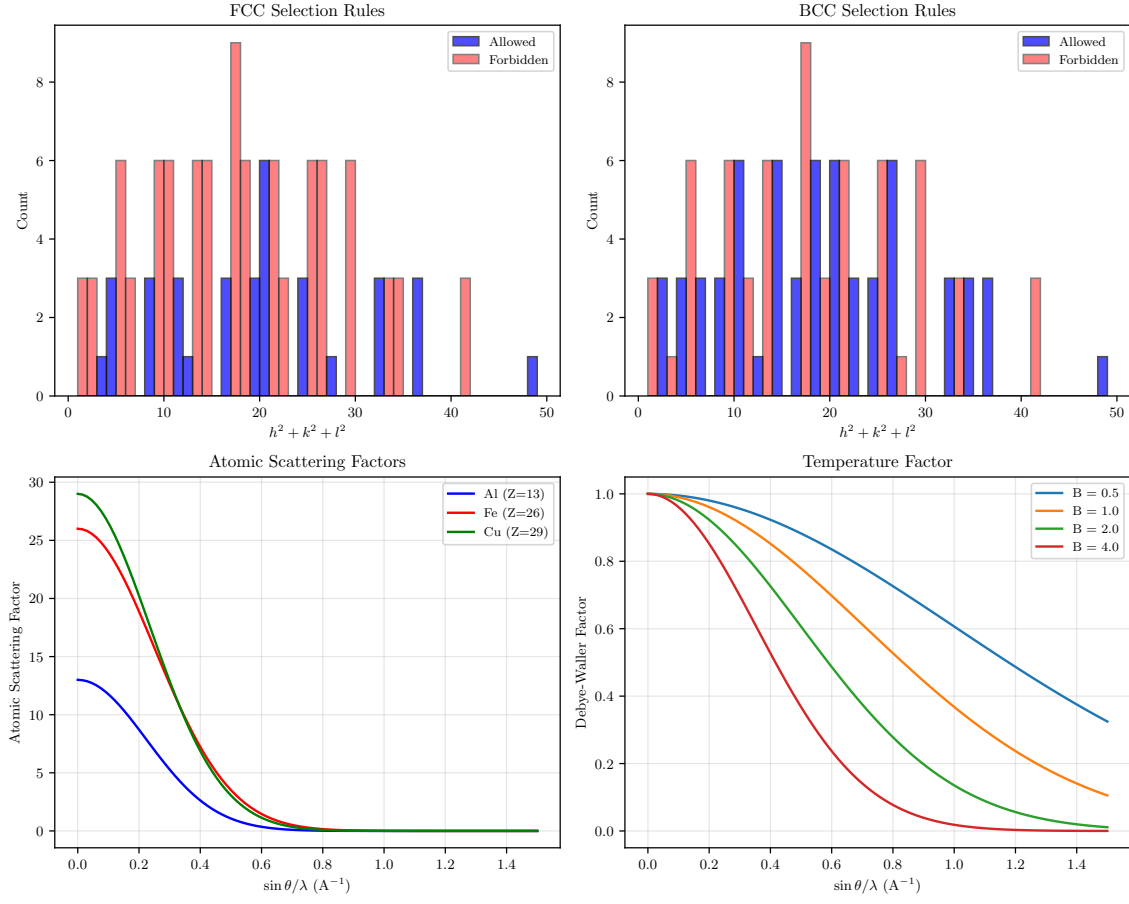 FCC Selection Rules
Count
8
6
4
2
0
0 10 20 30 40 50
h² + k² + l²
Allowed
Forbidden
BCC Selection Rules
Count
8
6
4
2
0
0 10 20 30 40 50
h² + k² + l²
Allowed
Forbidden
Atomic Scattering Factors
Atomic Scattering Factor
30
25
20
15
10
5
0
0.0 0.2 0.4 0.6 0.8 1.0 1.2 1.4
sin θ/λ (A⁻¹)
Al (Z=13)
Fe (Z=26)
Cu (Z=29)
Temperature Factor
Debye-Waller Factor
1.0
0.8
0.6
0.4
0.2
0.0
0.0 0.2 0.4 0.6 0.8 1.0 1.2 1.4
sin θ/λ (A⁻¹)
B = 0.5
B = 1.0
B = 2.0
B = 4.0